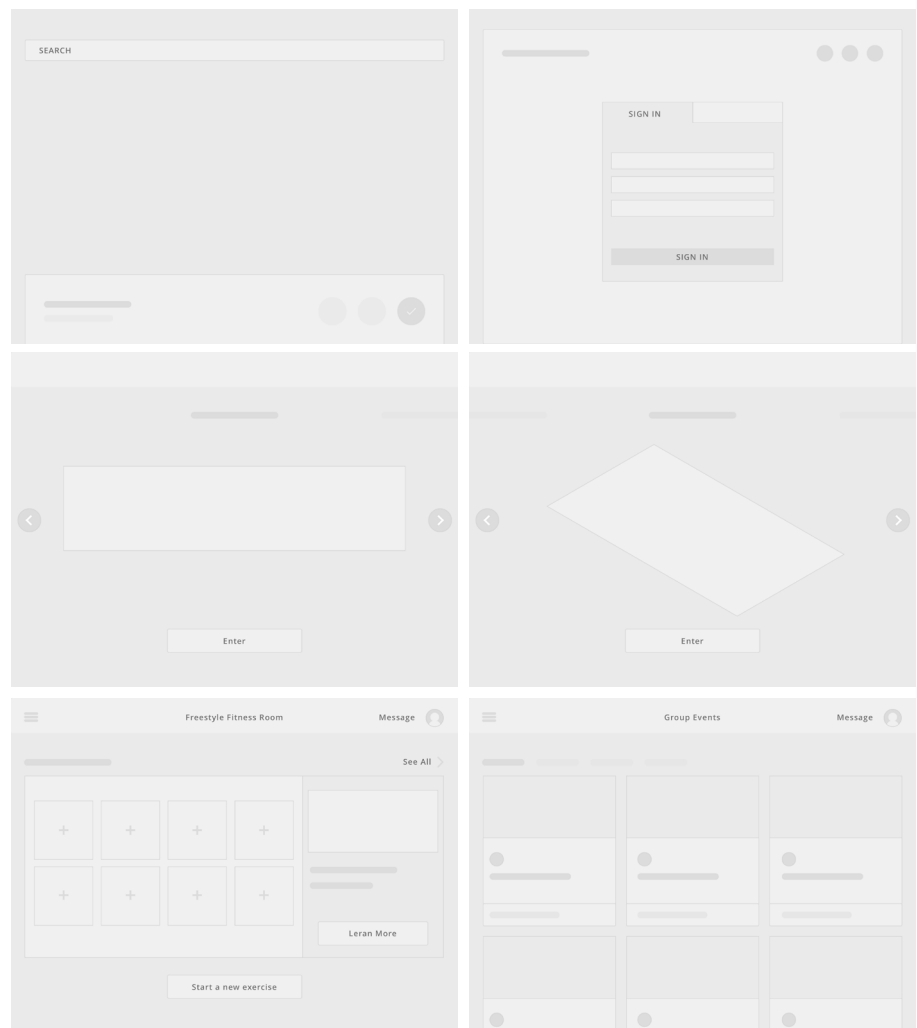 SEARCH
SIGN IN
SIGN IN
Enter
Enter
Freestyle Fitness Room
Message
See All
Leran More
Start a new exercise
Group Events
Message